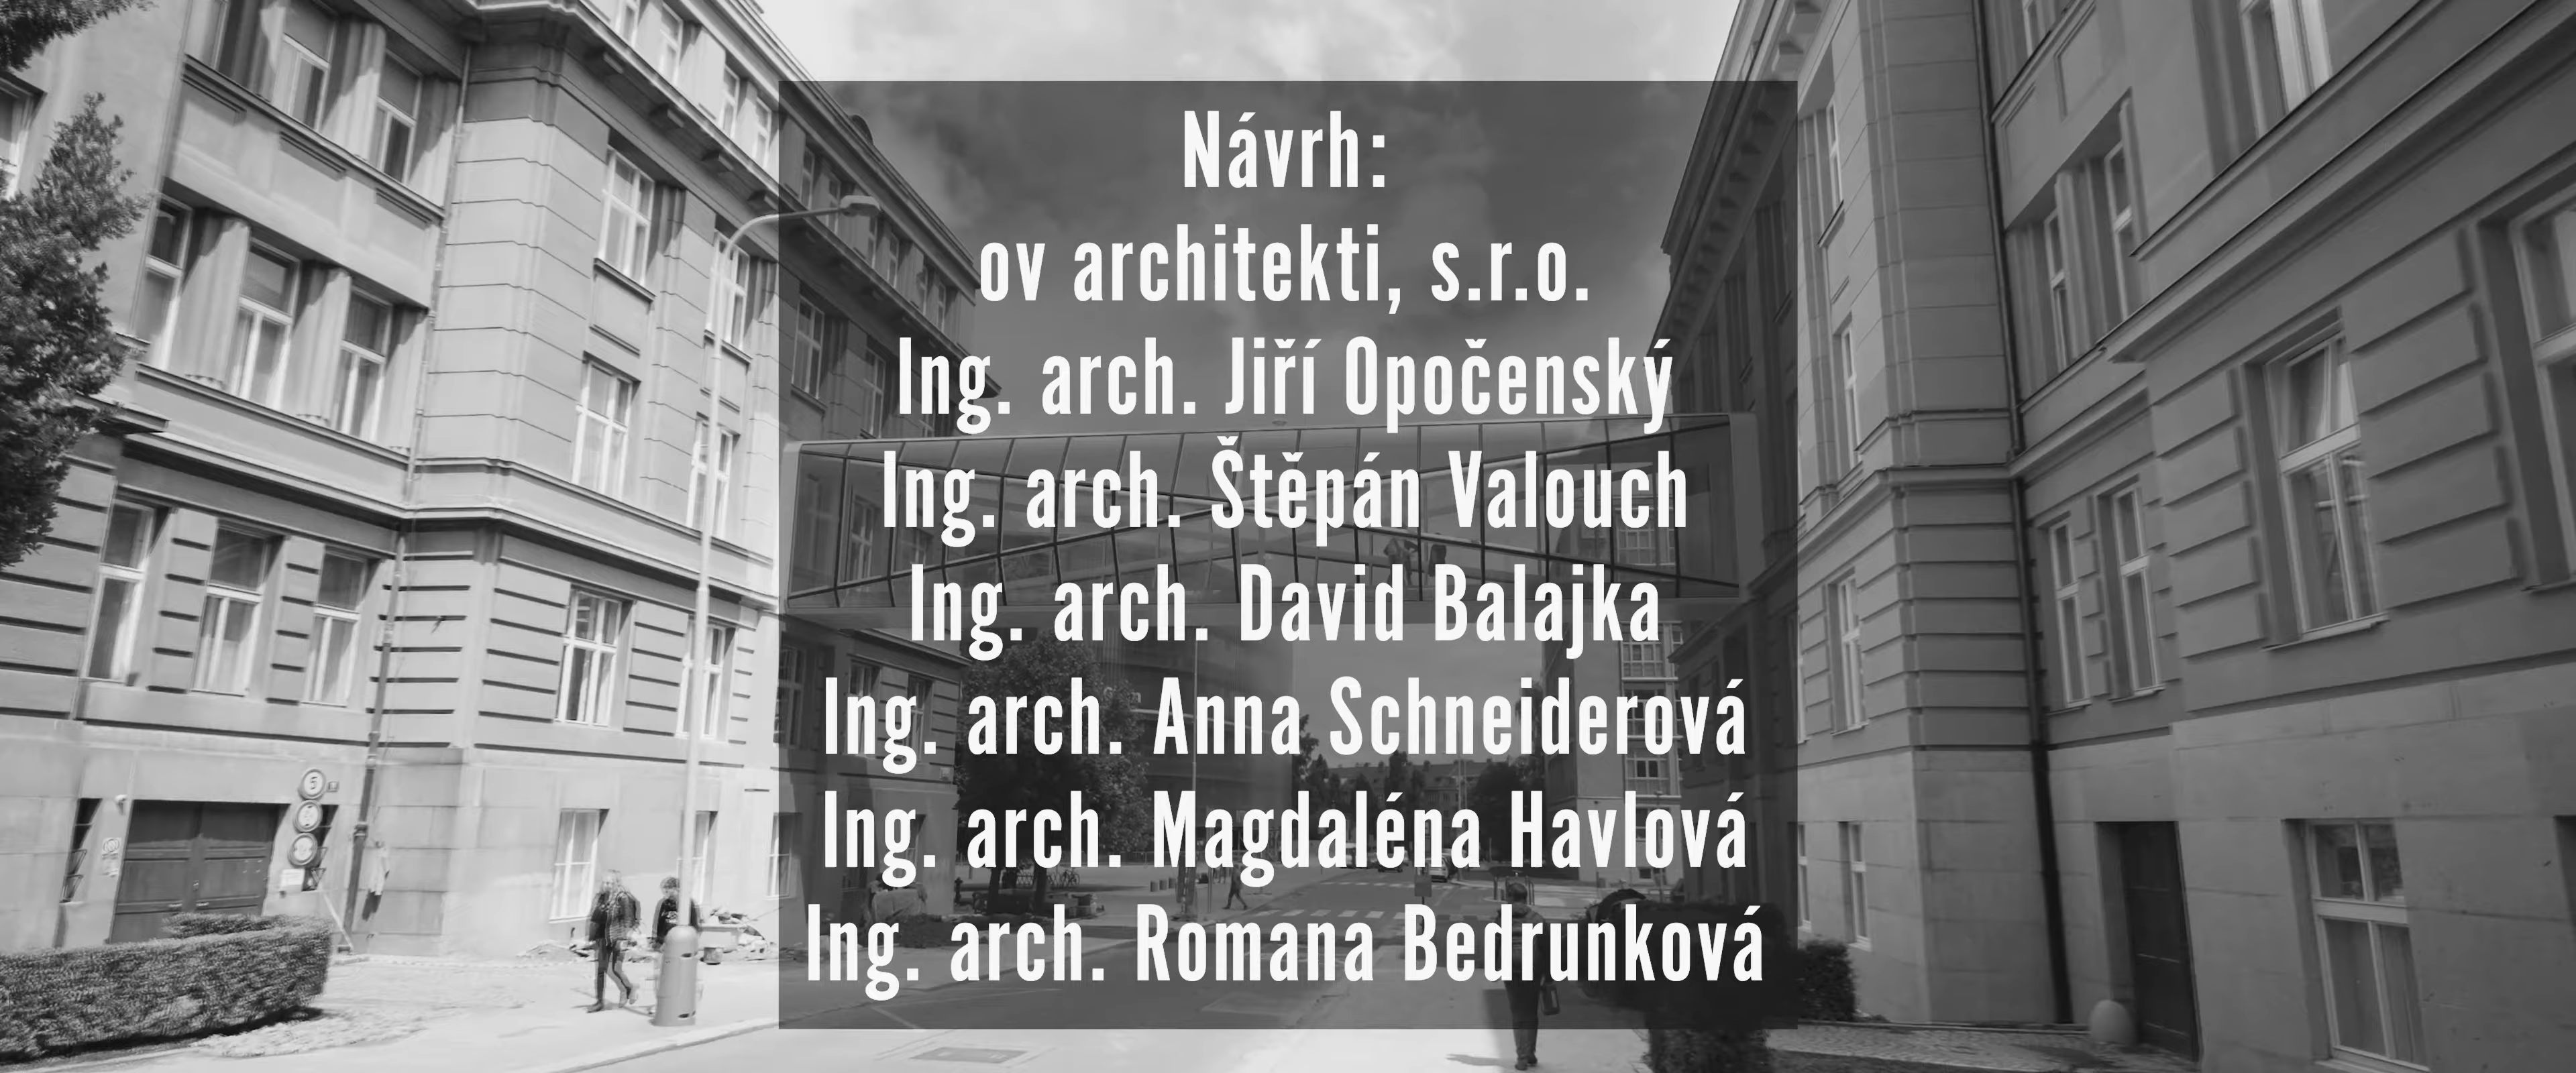 Návrh:
ov architekti, s.r.o.
Ing. arch. Jiří Opočenský
Ing. arch. Štěpán Valouch
Ing. arch. David Balajka
Ing. arch. Anna Schneiderová
Ing. arch. Magdaléna Havlová
Ing. arch. Romana Bedrunková
5